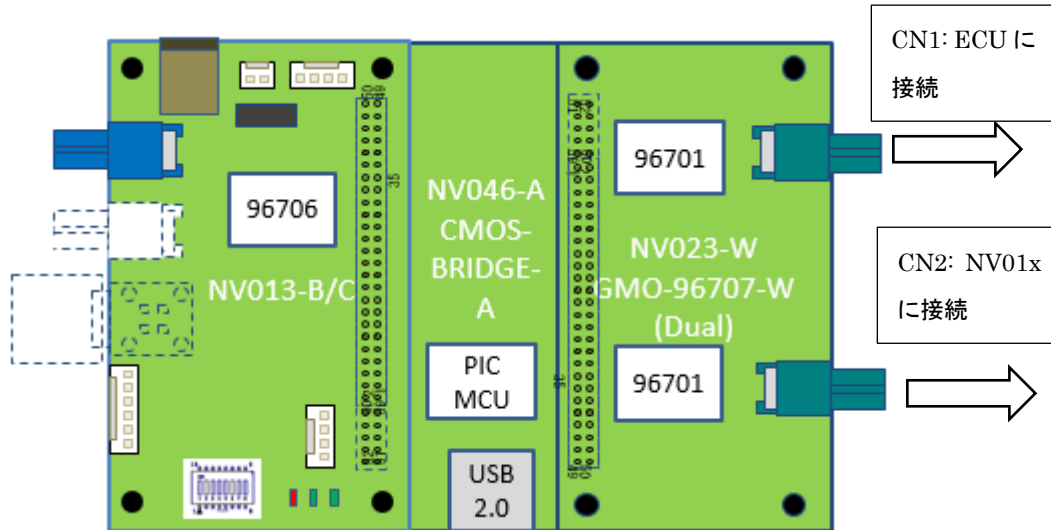 CN1: ECU に
接続
96706
NV013-B/C
35
NV046-A
CMOS-
BRIDGE-
A
PIC
MCU
USB
2.0
96701
NV023-W
GMO-96707-W
(Dual)
96701
CN2: NV01x
に接続